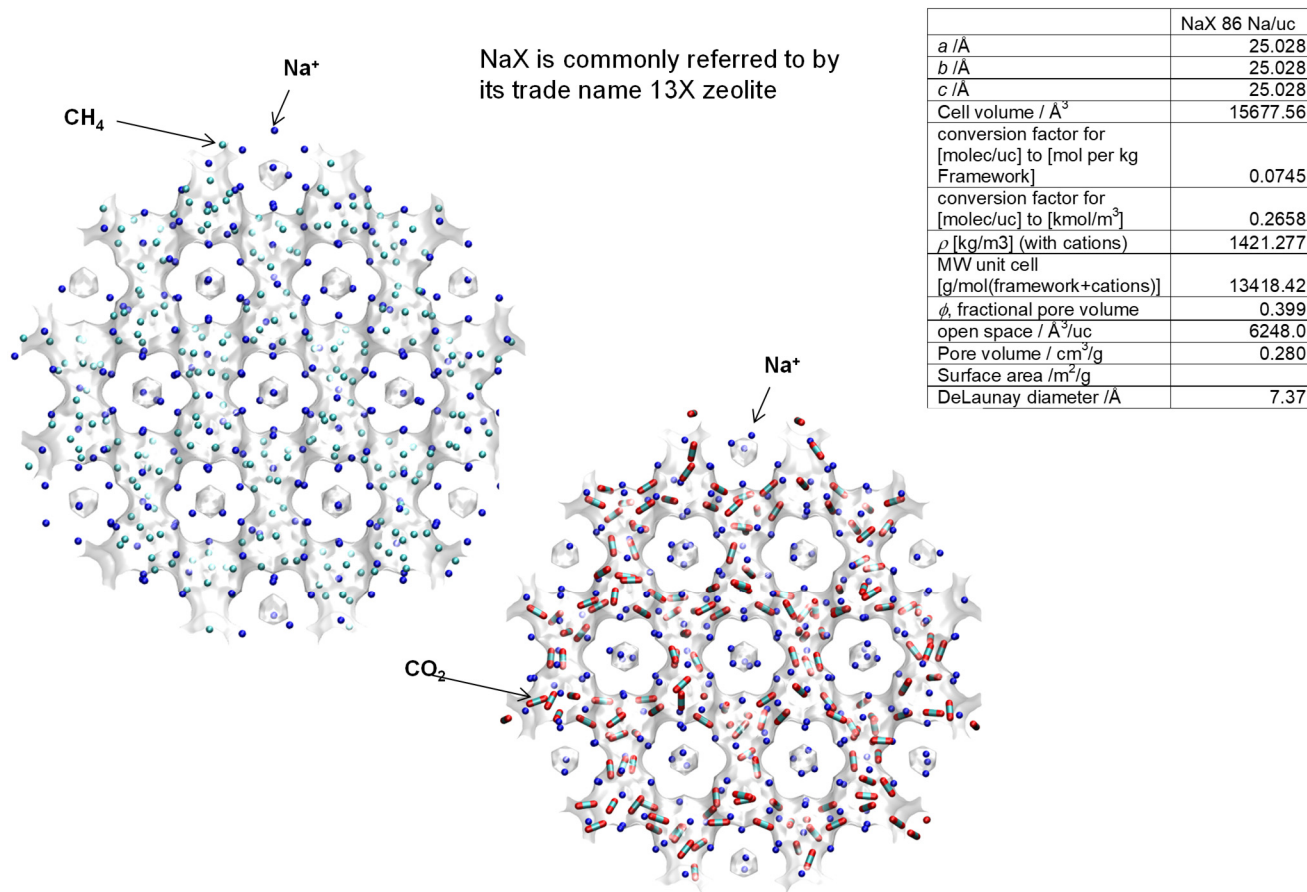 NaX is commonly referred to by
its trade name 13X zeolite
Na⁺
CH₄
NaX 86 Na/uc
a /Å 25.028
b /Å 25.028
c /Å 25.028
Cell volume / Å³ 15677.56
conversion factor for
[molec/uc] to [mol per kg
Framework] 0.0745
conversion factor for
[molec/uc] to [kmol/m³] 0.2658
ρ [kg/m3] (with cations) 1421.277
MW unit cell
[g/mol(framework+cations)] 13418.42
ϕ, fractional pore volume 0.399
open space / Å³/uc 6248.0
Pore volume / cm³/g 0.280
Surface area /m²/g
DeLaunay diameter /Å 7.37
Na⁺
CO₂